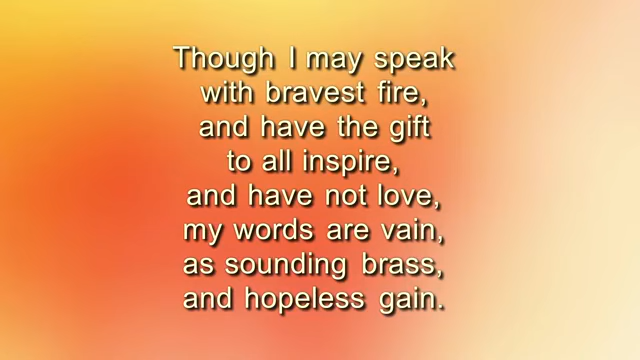 Though I may speak
with bravest fire,
and have the gift
to all inspire,
and have not love,
my words are vain,
as sounding brass,
and hopeless gain.